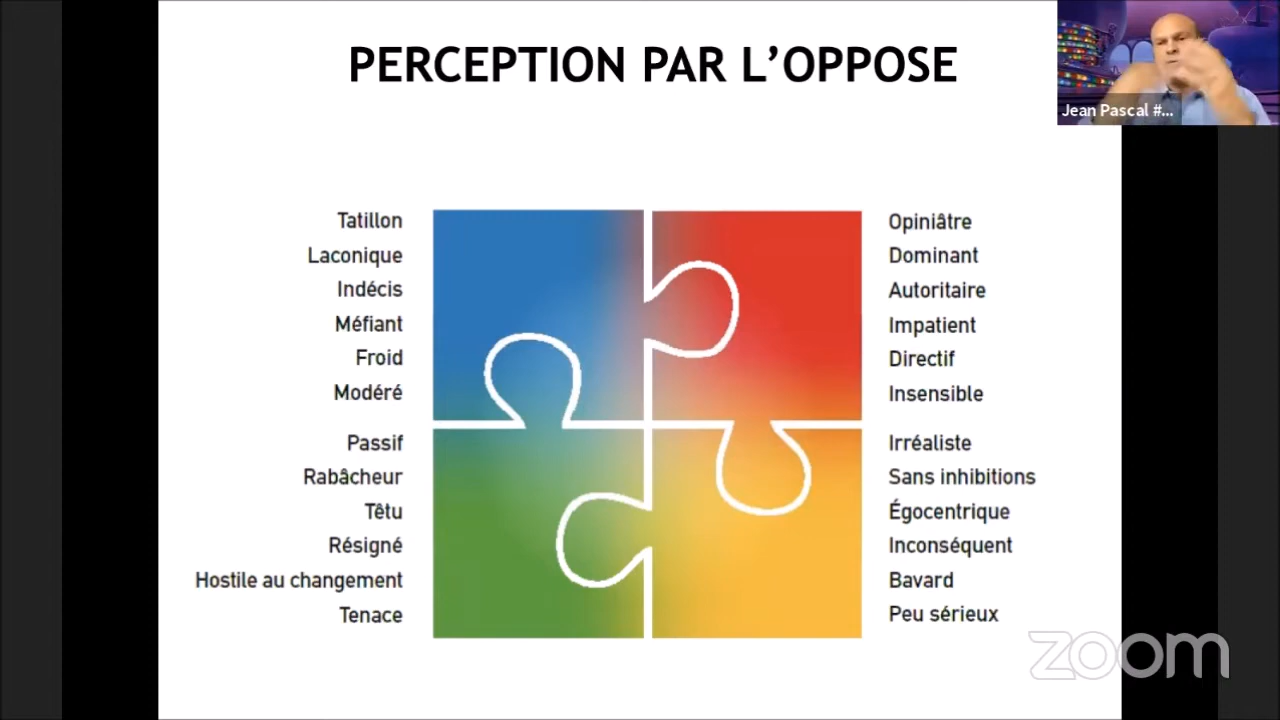 PERCEPTION PAR L’OPPOSE
Jean Pascal #...
Tatillon
Laconique
Indécis
Méfiant
Froid
Modéré
Opiniâtre
Dominant
Autoritaire
Impatient
Directif
Insensible
Passif
Rabâcheur
Têtu
Résigné
Hostile au changement
Tenace
Irréaliste
Sans inhibitions
Égocentrique
Inconséquent
Bavard
Peu sérieux
zoom